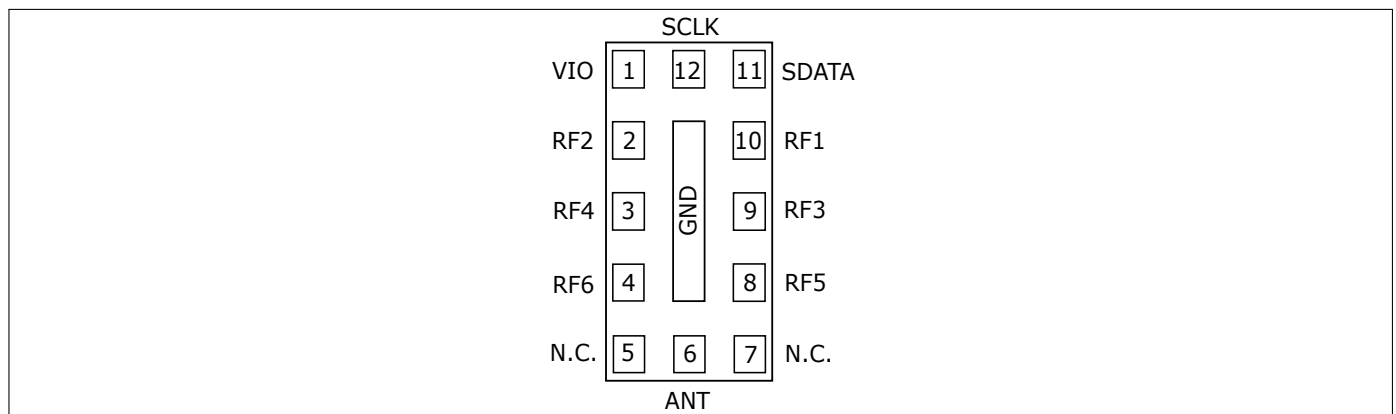 SCLK
VIO 1 12 11 SDATA
RF2 2 10 RF1
RF4 3 GND 9 RF3
RF6 4 8 RF5
N.C. 5 6 7 N.C.
ANT